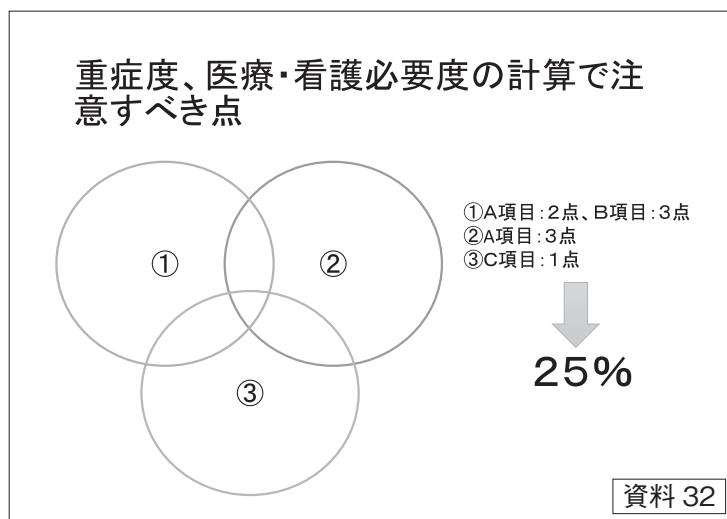 重症度、医療・看護必要度の計算で注
意すべき点
①
②
③
①A項目：2点、B項目：3点
②A項目：3点
③C項目：1点
25%
資料 32